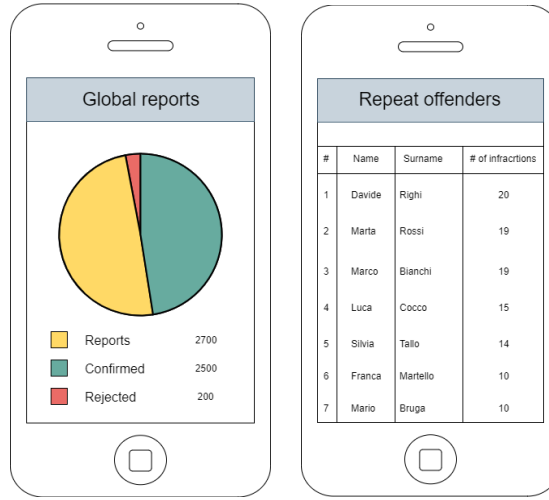 Global reports
Reports 2700
Confirmed 2500
Rejected 200
Repeat offenders
# Name Surname # of infracrtions
1 Davide Righi 20
2 Marta Rossi 19
3 Marco Bianchi 19
4 Luca Cocco 15
5 Silvia Tallo 14
6 Franca Martello 10
7 Mario Bruga 10